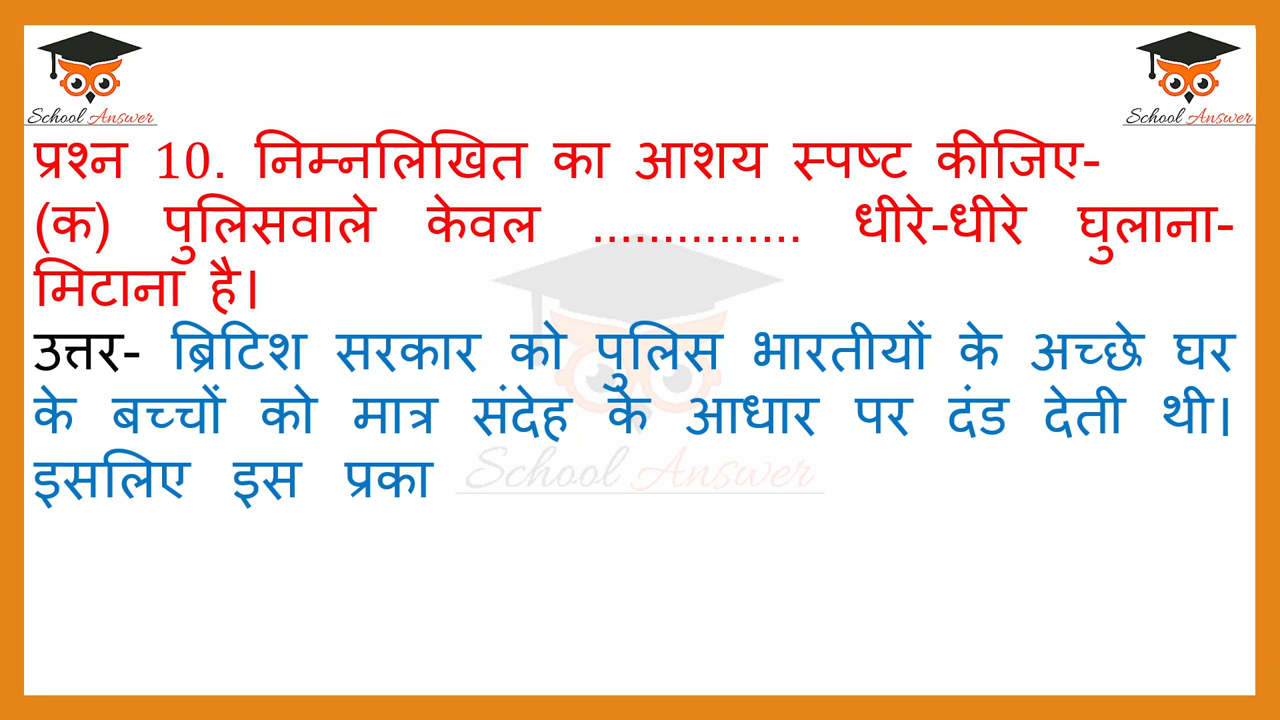 School Answer
School Answer
प्रश्न 10. निम्नलिखित का आशय स्पष्ट कीजिए-
(क) पुलिसवाले केवल ............... धीरे-धीरे घुलाना-
मिटाना है।
उत्तर- ब्रिटिश सरकार को पुलिस भारतीयों के अच्छे घर
के बच्चों को मात्र संदेह के आधार पर दंड देती थी।
इसलिए इस प्रका
School Answer